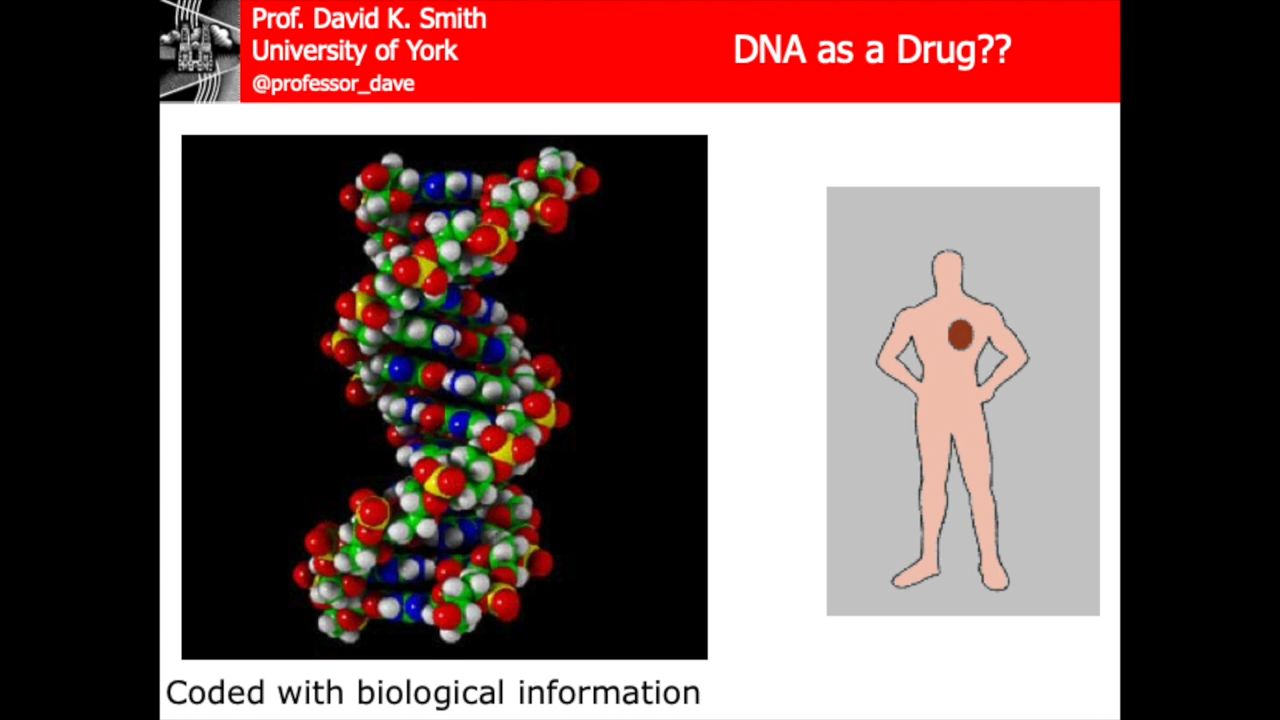 Prof. David K. Smith
University of York
@professor_dave
DNA as a Drug??
Coded with biological information